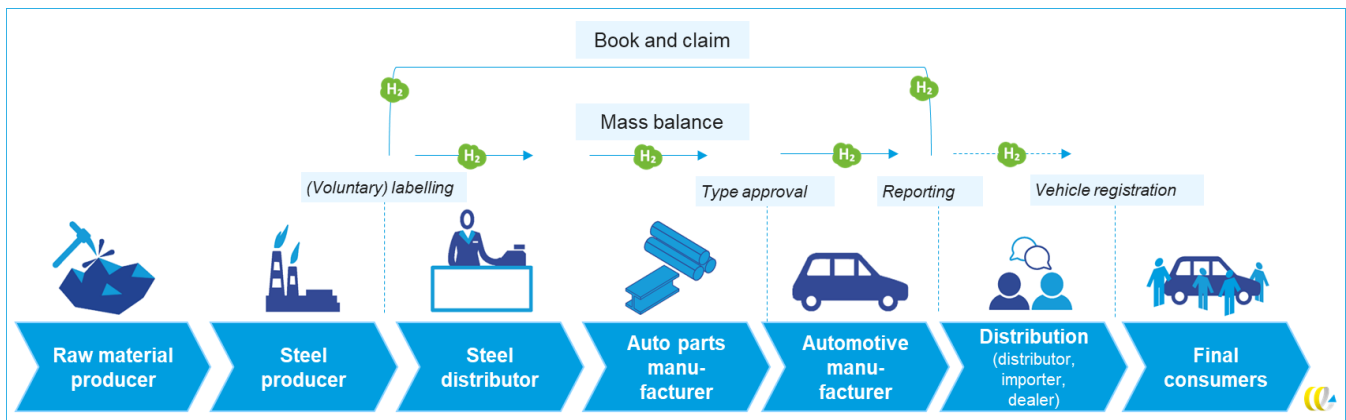 Book and claim
H₂
H₂
Mass balance
H₂
H₂
H₂
H₂
(Voluntary) labelling
Type approval
Reporting
Vehicle registration
Raw material
producer
Steel
producer
Steel
distributor
Auto parts
manu-
facturer
Automotive
manu-
facturer
Distribution
(distributor,
importer,
dealer)
Final
consumers